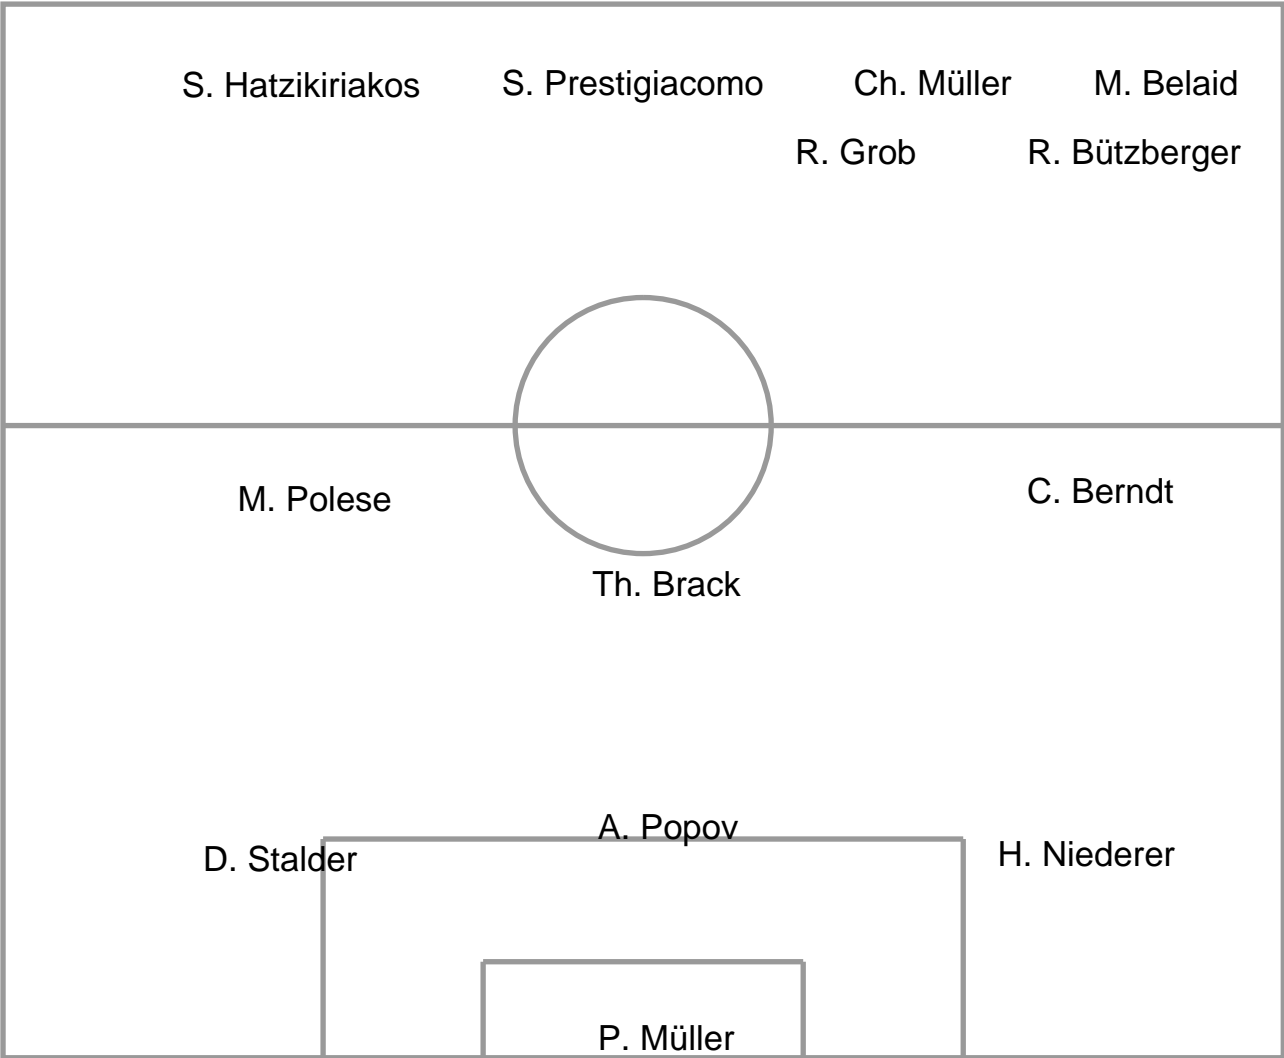 S. Hatzikiriakos S. Prestigiacomo Ch. Müller M. Belaid
R. Grob R. Bützberger
M. Polese C. Berndt
Th. Brack
A. Popov
D. Stalder H. Niederer
P. Müller